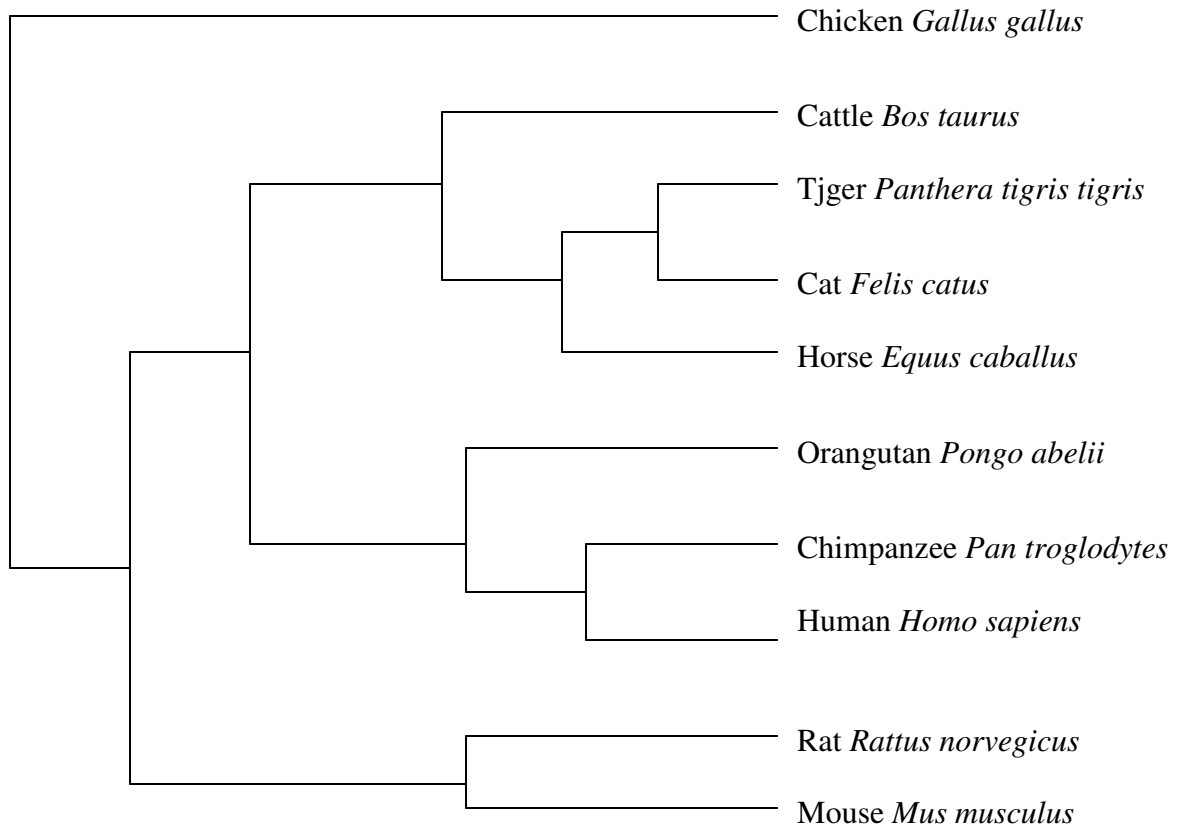 Chicken Gallus gallus
Cattle Bos taurus
Tjger Panthera tigris tigris
Cat Felis catus
Horse Equus caballus
Orangutan Pongo abelii
Chimpanzee Pan troglodytes
Human Homo sapiens
Rat Rattus norvegicus
Mouse Mus musculus